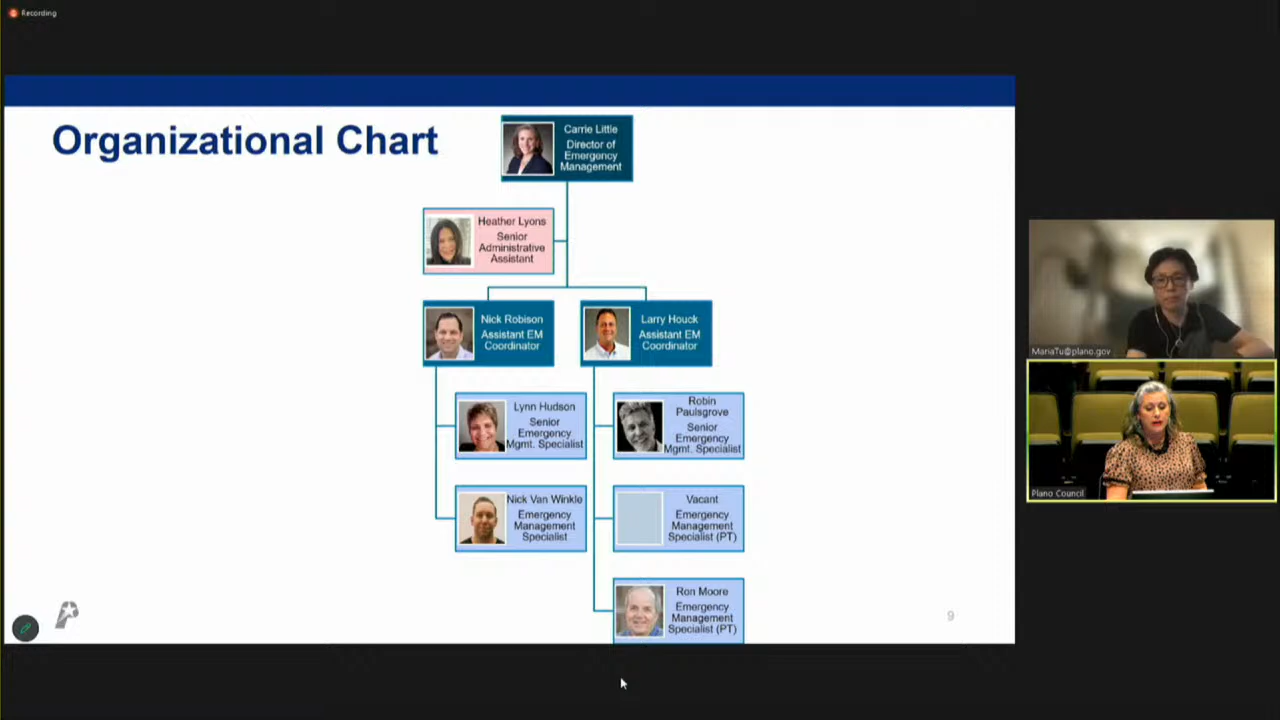 Recording
Organizational Chart
Carrie Little
Director of
Emergency
Management
Heather Lyons
Senior
Administrative
Assistant
Nick Robison
Assistant EM
Coordinator
Larry Houck
Assistant EM
Coordinator
Lynn Hudson
Senior
Emergency
Mgmt. Specialist
Robin
Paulsgrove
Senior
Emergency
Mgmt. Specialist
Nick Van Winkle
Emergency
Management
Specialist
Vacant
Emergency
Management
Specialist (PT)
Ron Moore
Emergency
Management
Specialist (PT)
9
MariaTu@plano.gov
Plano Council